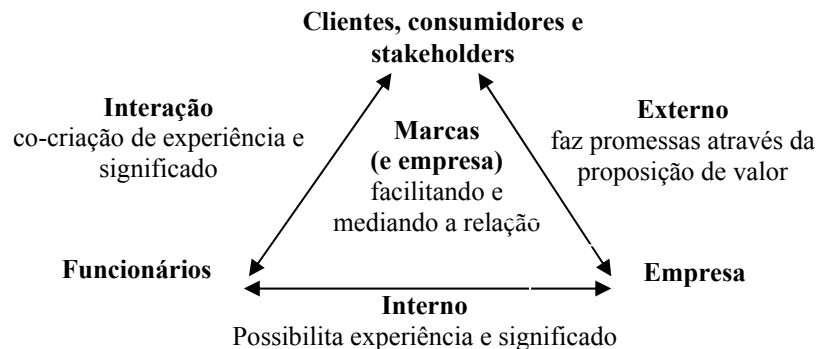 Clientes, consumidores e
stakeholders
Interação
co-criação de experiência e
significado
Marcas
(e empresa)
facilitando e
mediando a relação
Externo
faz promessas através da
proposição de valor
Funcionários
Empresa
Interno
Possibilita experiência e significado